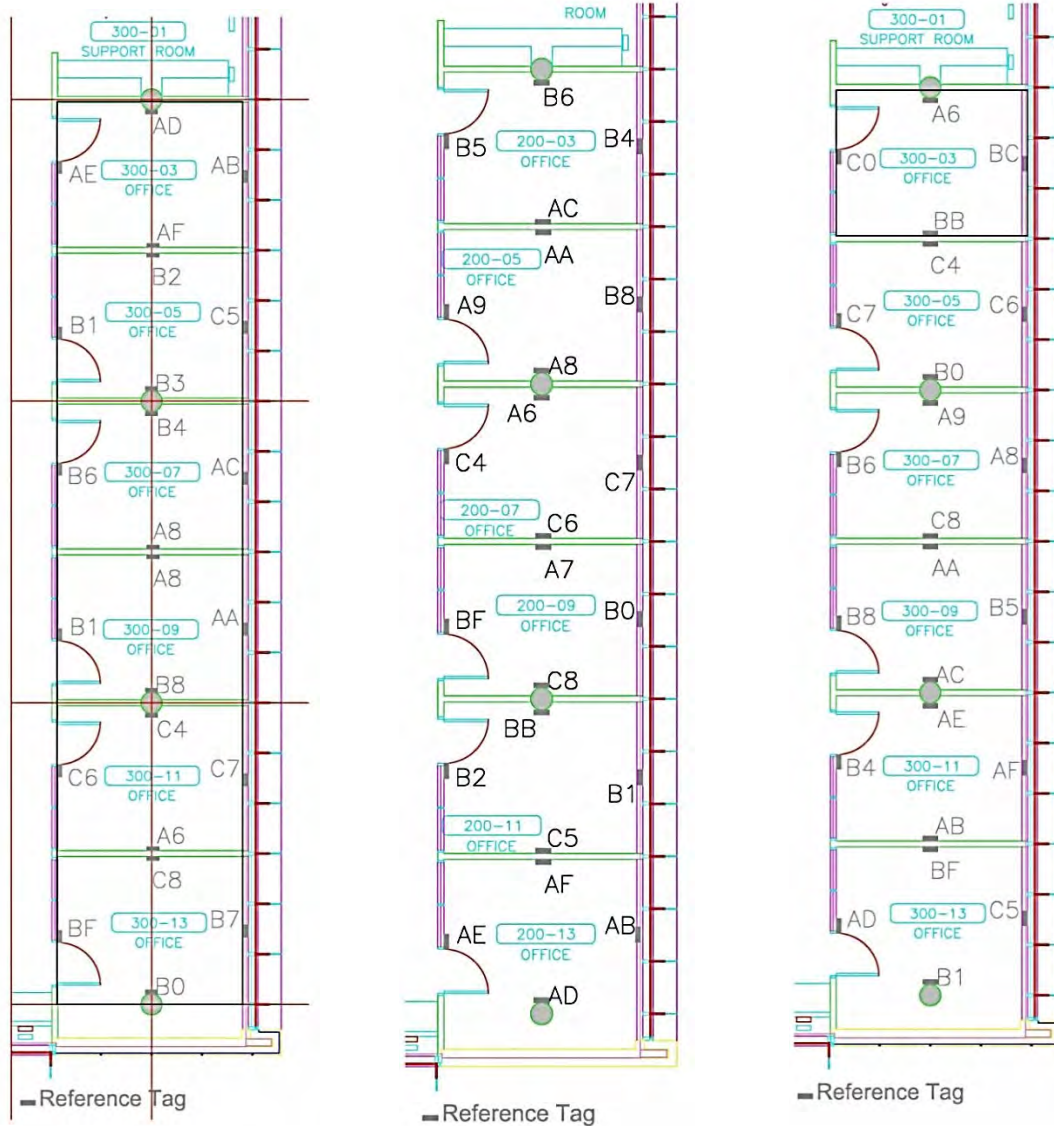 300-01
SUPPORT ROOM
AD
AE
300-03
OFFICE
AB
AF
B2
B1
300-05
OFFICE
C5
B3
B4
B6
300-07
OFFICE
AC
A8
A8
B1
300-09
OFFICE
AA
B8
C4
C6
300-11
OFFICE
C7
A6
C8
BF
300-13
OFFICE
B7
B0
Reference Tag
ROOM
B6
B5
200-03
OFFICE
B4
AC
AA
200-05
OFFICE
A9
B8
A8
A6
C4
C7
200-07
OFFICE
C6
A7
BF
200-09
OFFICE
B0
C8
BB
B2
B1
200-11
OFFICE
C5
AF
AE
200-13
OFFICE
AB
AD
Reference Tag
300-01
SUPPORT ROOM
A6
C0
300-03
OFFICE
BC
BB
C4
C7
300-05
OFFICE
C6
B0
A9
B6
300-07
OFFICE
A8
C8
AA
B8
300-09
OFFICE
B5
AC
AE
B4
300-11
OFFICE
AF
AB
BF
AD
300-13
OFFICE
C5
B1
Reference Tag